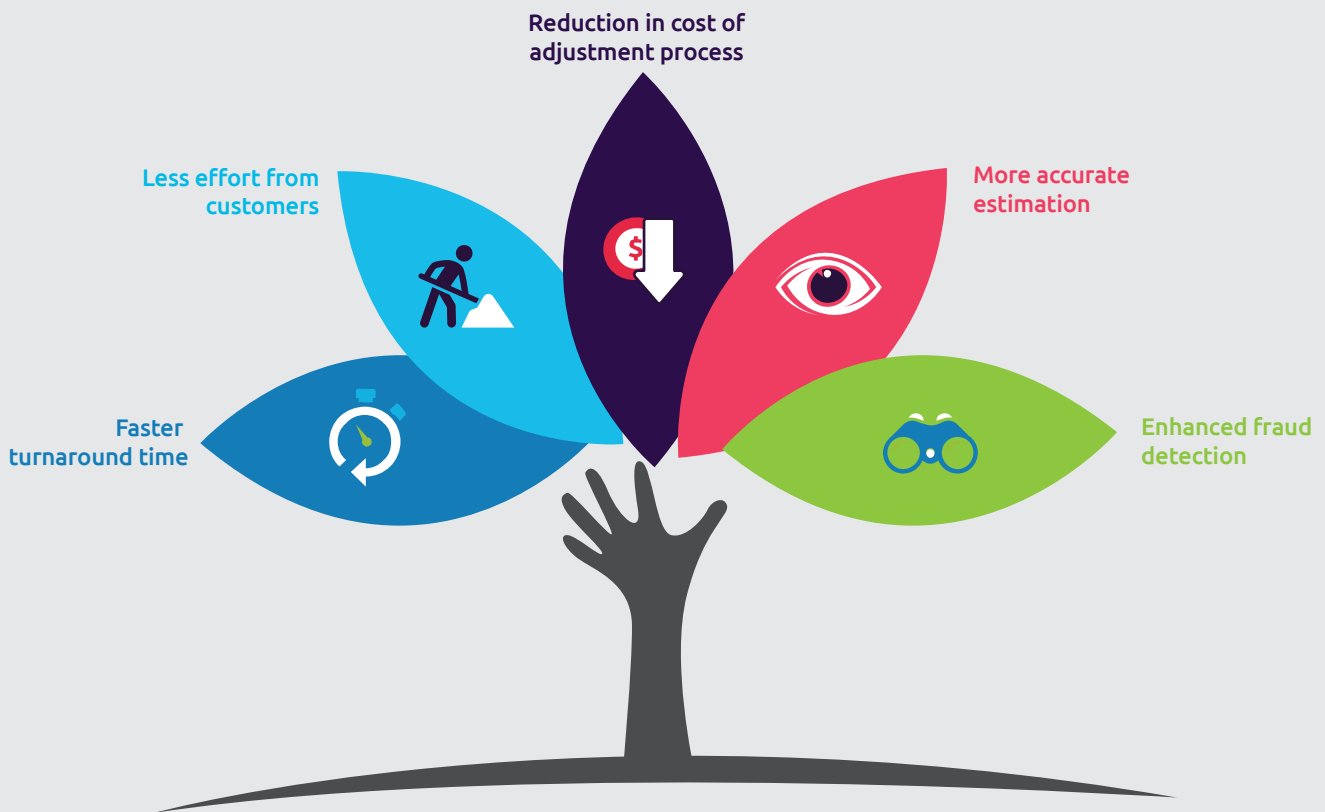 Reduction in cost of
adjustment process
Less effort from
customers
More accurate
estimation
Faster
turnaround time
Enhanced fraud
detection
$